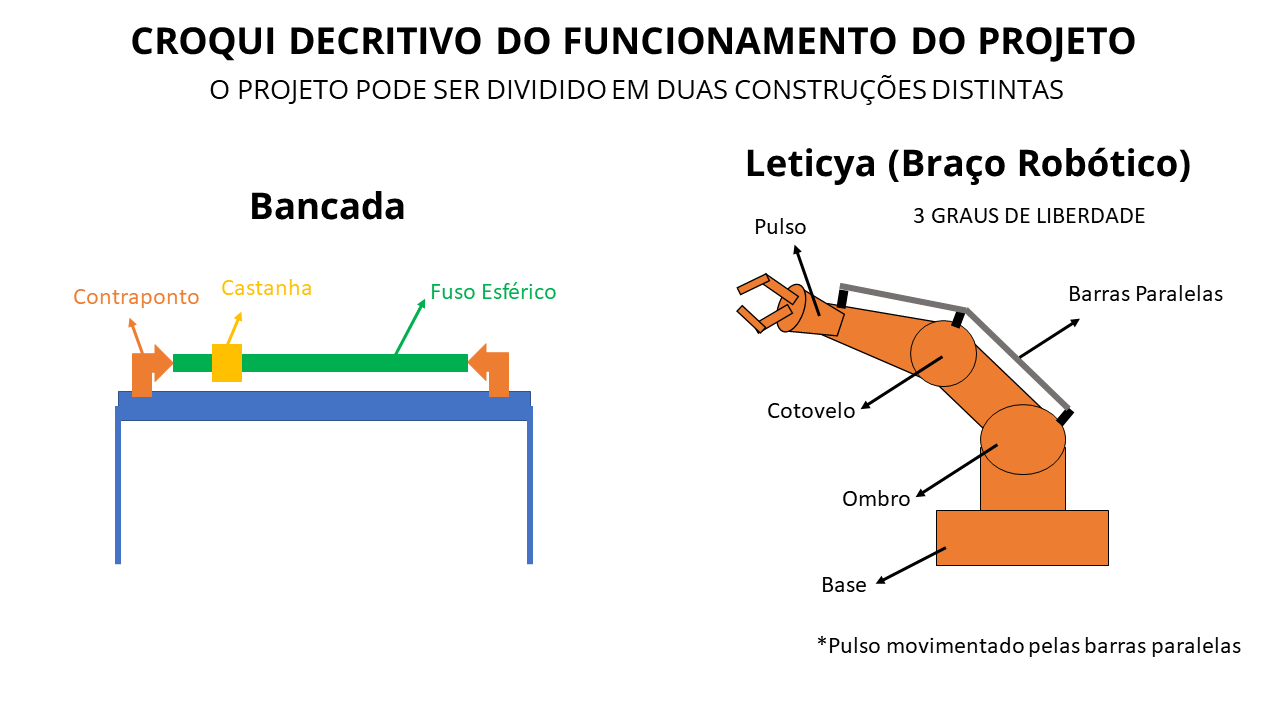 CROQUI DECRITIVO DO FUNCIONAMENTO DO PROJETO
O PROJETO PODE SER DIVIDIDO EM DUAS CONSTRUÇÕES DISTINTAS
Bancada
Contraponto
Castanha
Fuso Esférico
Leticya (Braço Robótico)
3 GRAUS DE LIBERDADE
Pulso
Barras Paralelas
Cotovelo
Ombro
Base
*Pulso movimentado pelas barras paralelas